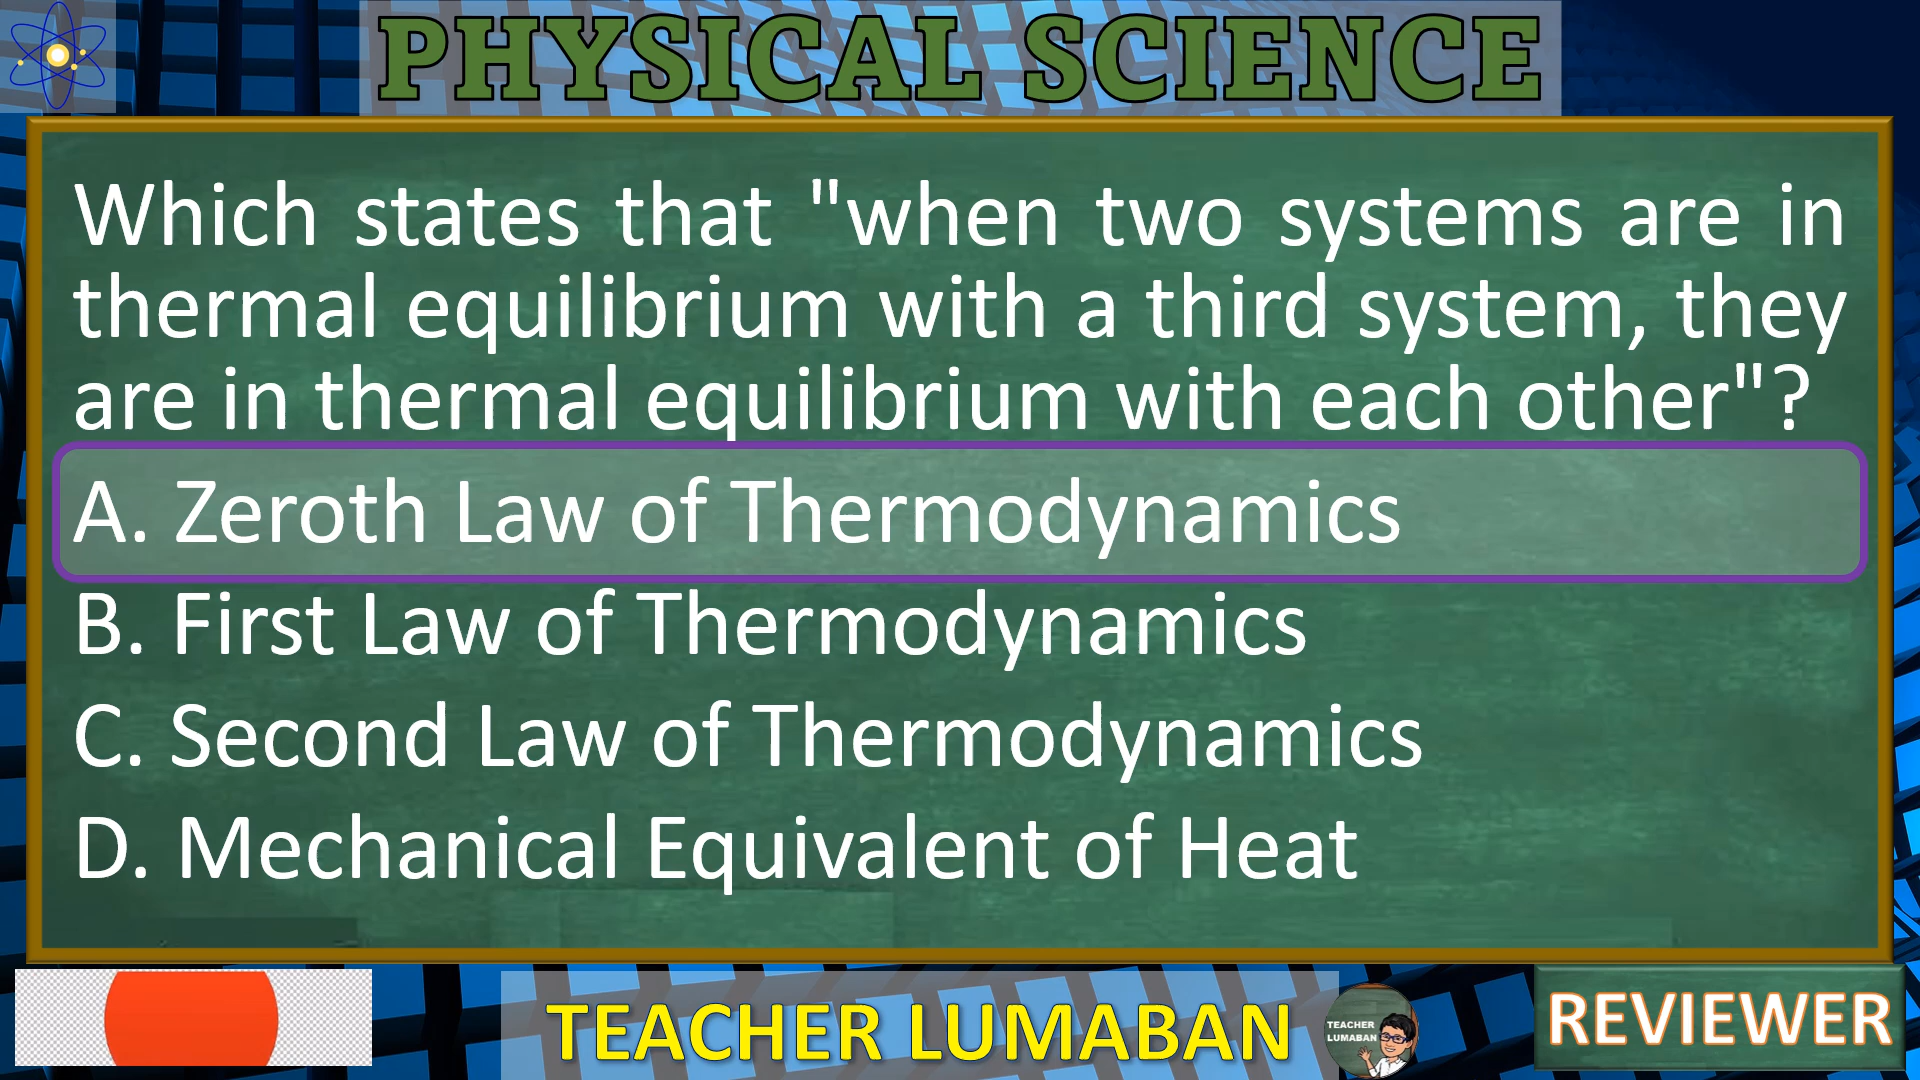 PHYSICAL SCIENCE
Which states that "when two systems are in
thermal equilibrium with a third system, they
are in thermal equilibrium with each other"?
A. Zeroth Law of Thermodynamics
B. First Law of Thermodynamics
C. Second Law of Thermodynamics
D. Mechanical Equivalent of Heat
TEACHER LUMABAN
TEACHER
LUMABAN
REVIEWER